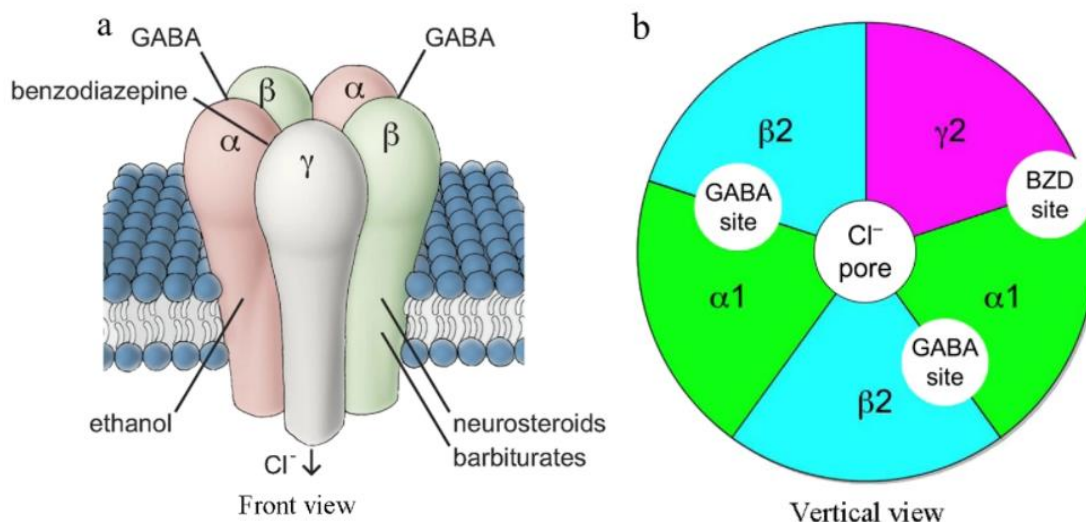 a
GABA
GABA
benzodiazepine
β
α
α
γ
β
ethanol
neurosteroids
barbiturates
Cl⁻ ↓
Front view
b
β2
γ2
GABA
site
BZD
site
Cl⁻
pore
α1
α1
GABA
site
β2
Vertical view